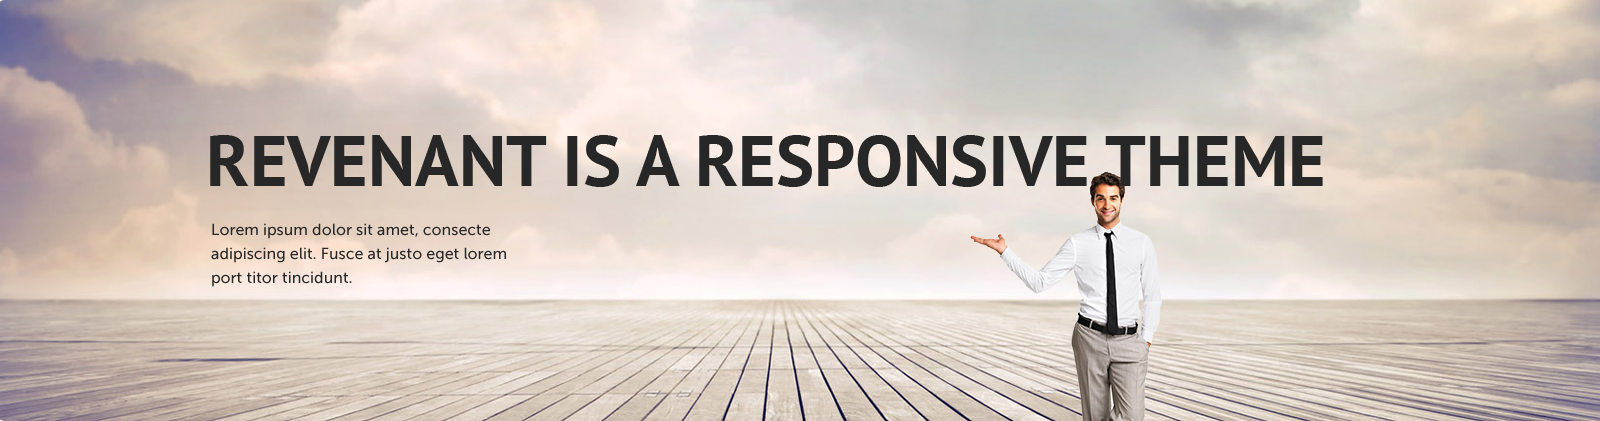 REVENANT IS A RESPONSIVE THEME
Lorem ipsum dolor sit amet, consecte
adipiscing elit. Fusce at justo eget lorem
port titor tincidunt.